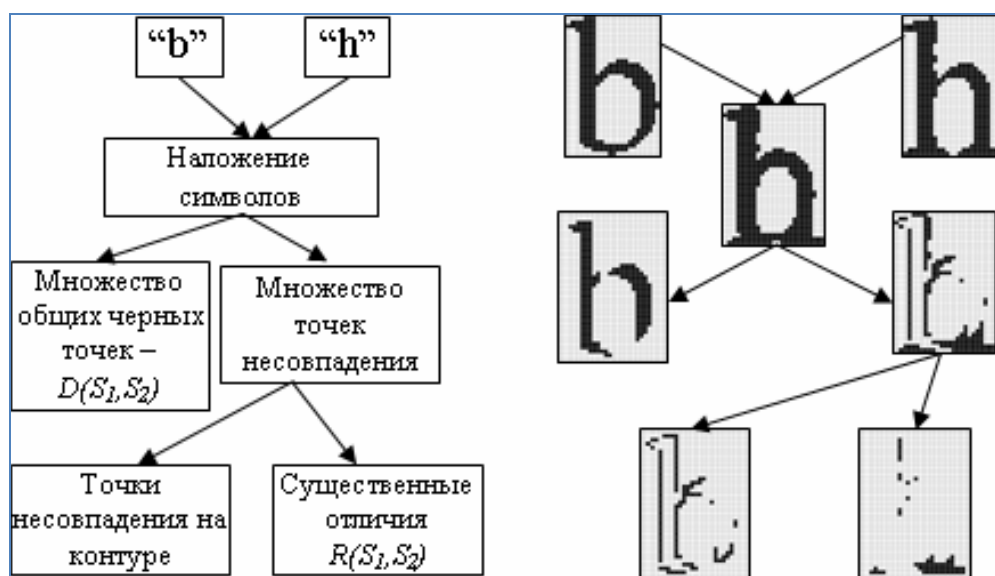 “b”
“h”
Наложение
символов
Множество
общих черных
точек –
D(S₁,S₂)
Множество
точек
несовпадения
Точки
несовпадения на
контуре
Существенные
отличия
R(S₁,S₂)